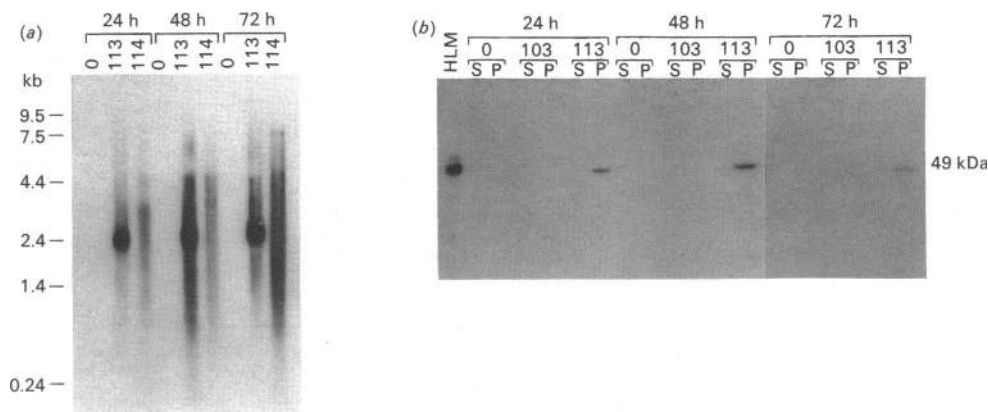 (a)
24 h 48 h 72 h
0 113 114 0 113 114 0 113 114
kb
9.5
7.5
4.4
2.4
1.4
0.24
(b)
24 h 48 h 72 h
HLM 0 103 113 0 103 113 0 103 113
S P S P S P S P S P S P S P S P S P
49 kDa